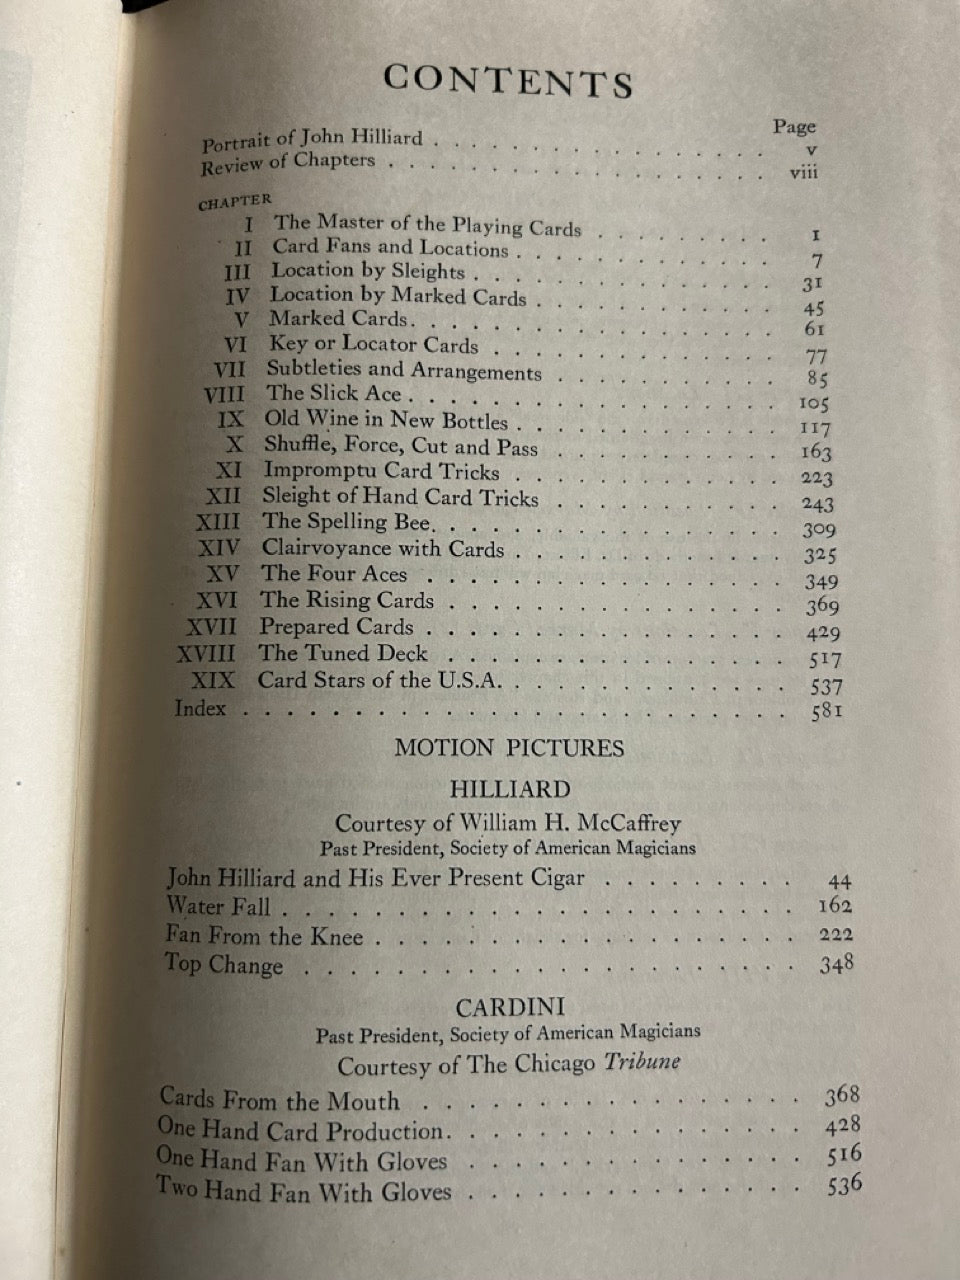 CONTENTS
Page
Portrait of John Hilliard . . . . . . . . . . . . . . . . v
Review of Chapters . . . . . . . . . . . . . . . . . . viii
CHAPTER
I The Master of the Playing Cards . . . . . . . . . 1
II Card Fans and Locations . . . . . . . . . . . . . 7
III Location by Sleights . . . . . . . . . . . . . . . 31
IV Location by Marked Cards . . . . . . . . . . . . 45
V Marked Cards . . . . . . . . . . . . . . . . . . 61
VI Key or Locator Cards . . . . . . . . . . . . . . 77
VII Subtleties and Arrangements . . . . . . . . . . . 85
VIII The Slick Ace . . . . . . . . . . . . . . . . . . 105
IX Old Wine in New Bottles . . . . . . . . . . . . . 117
X Shuffle, Force, Cut and Pass . . . . . . . . . . . 163
XI Impromptu Card Tricks . . . . . . . . . . . . . 223
XII Sleight of Hand Card Tricks . . . . . . . . . . . 243
XIII The Spelling Bee . . . . . . . . . . . . . . . . 309
XIV Clairvoyance with Cards . . . . . . . . . . . . . 325
XV The Four Aces . . . . . . . . . . . . . . . . . 349
XVI The Rising Cards . . . . . . . . . . . . . . . . 369
XVII Prepared Cards . . . . . . . . . . . . . . . . . 429
XVIII The Tuned Deck . . . . . . . . . . . . . . . . 517
XIX Card Stars of the U.S.A. . . . . . . . . . . . . . 537
Index . . . . . . . . . . . . . . . . . . . . . . . . 581
MOTION PICTURES
HILLIARD
Courtesy of William H. McCaffrey
Past President, Society of American Magicians
John Hilliard and His Ever Present Cigar . . . . . . . . . 44
Water Fall . . . . . . . . . . . . . . . . . . . . . . 162
Fan From the Knee . . . . . . . . . . . . . . . . . . 222
Top Change . . . . . . . . . . . . . . . . . . . . . 348
CARDINI
Past President, Society of American Magicians
Courtesy of The Chicago Tribune
Cards From the Mouth . . . . . . . . . . . . . . . . . 368
One Hand Card Production . . . . . . . . . . . . . . . . 428
One Hand Fan With Gloves . . . . . . . . . . . . . . . 516
Two Hand Fan With Gloves . . . . . . . . . . . . . . . 536